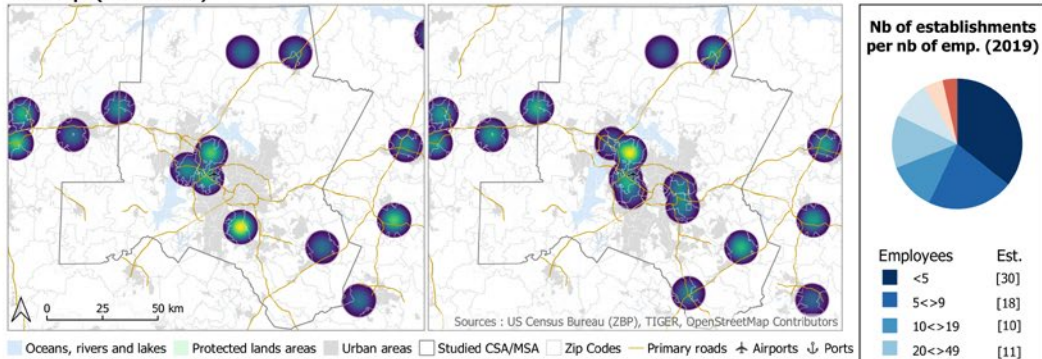 Nb of establishments
per nb of emp. (2019)
Employees Est.
<5 [30]
5<>9 [18]
10<>19 [10]
20<>49 [11]
0 25 50 km
Sources : US Census Bureau (ZBP), TIGER, OpenStreetMap Contributors
Oceans, rivers and lakes Protected lands areas Urban areas Studied CSA/MSA Zip Codes Primary roads Airports Ports